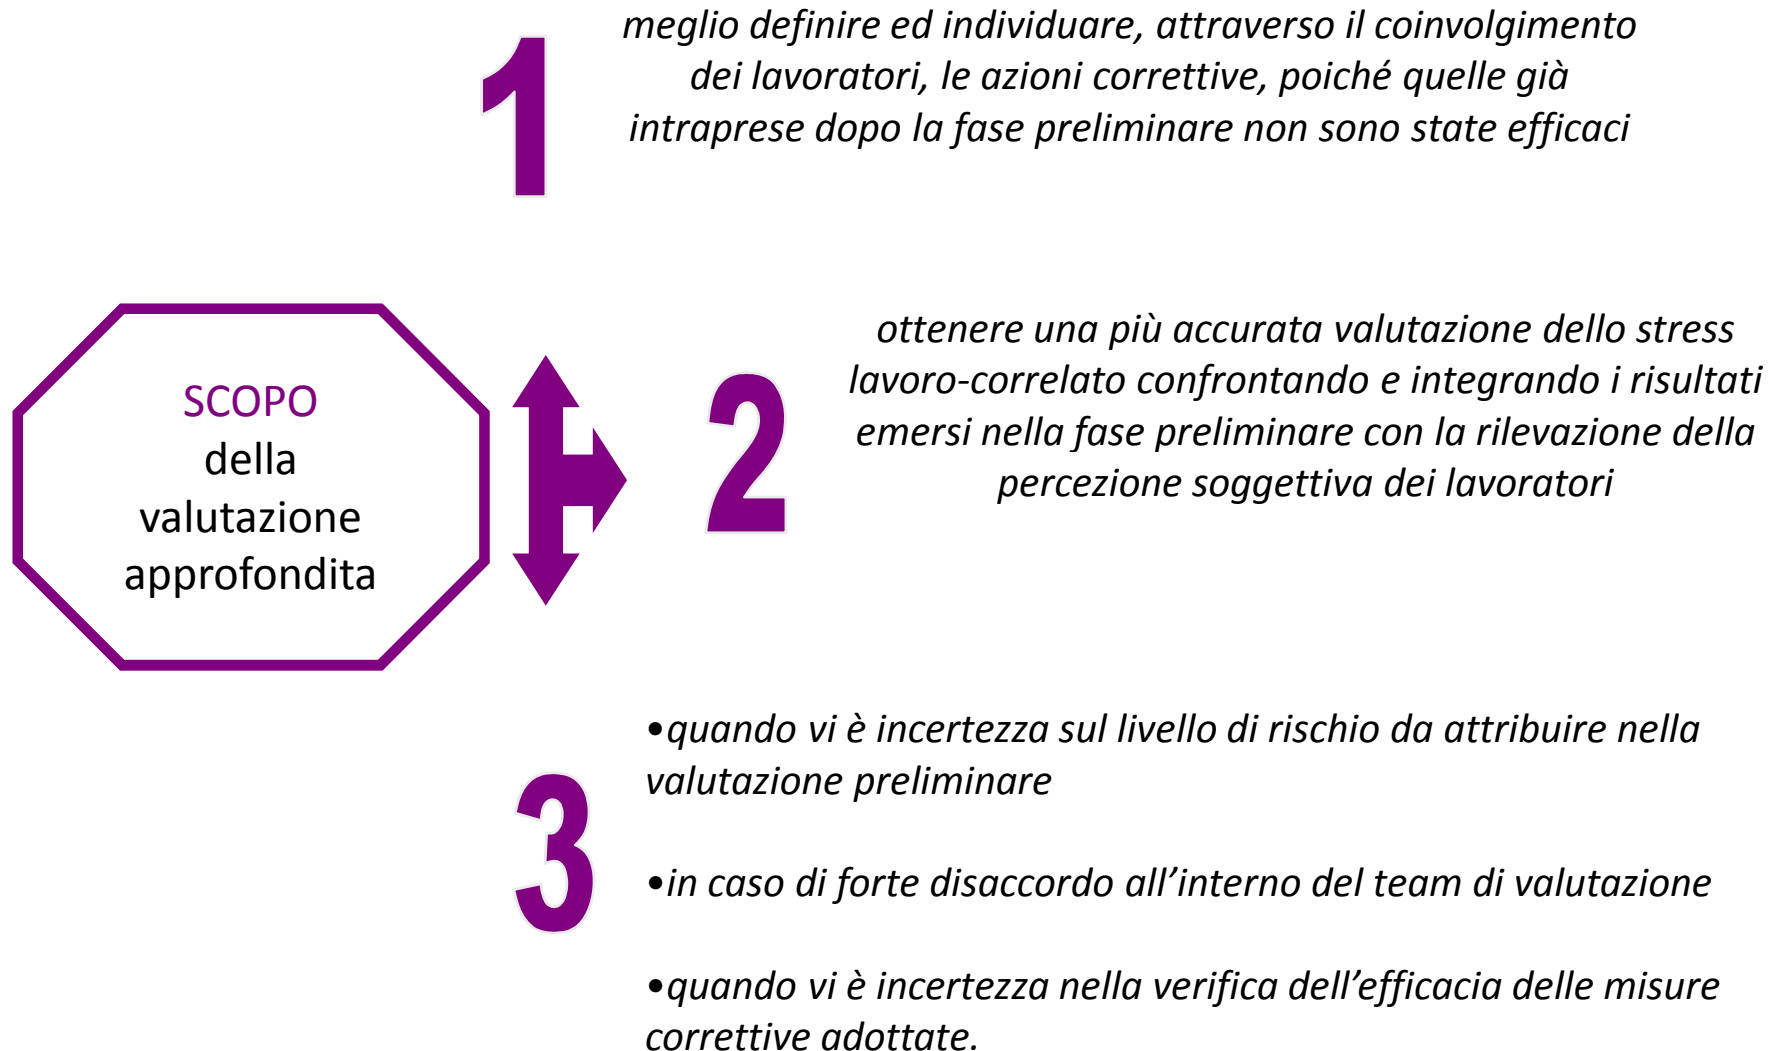 1
meglio definire ed individuare, attraverso il coinvolgimento
dei lavoratori, le azioni correttive, poiché quelle già
intraprese dopo la fase preliminare non sono state efficaci
SCOPO
della
valutazione
approfondita
2
ottenere una più accurata valutazione dello stress
lavoro-correlato confrontando e integrando i risultati
emersi nella fase preliminare con la rilevazione della
percezione soggettiva dei lavoratori
3
•quando vi è incertezza sul livello di rischio da attribuire nella
valutazione preliminare
•in caso di forte disaccordo all’interno del team di valutazione
•quando vi è incertezza nella verifica dell’efficacia delle misure
correttive adottate.